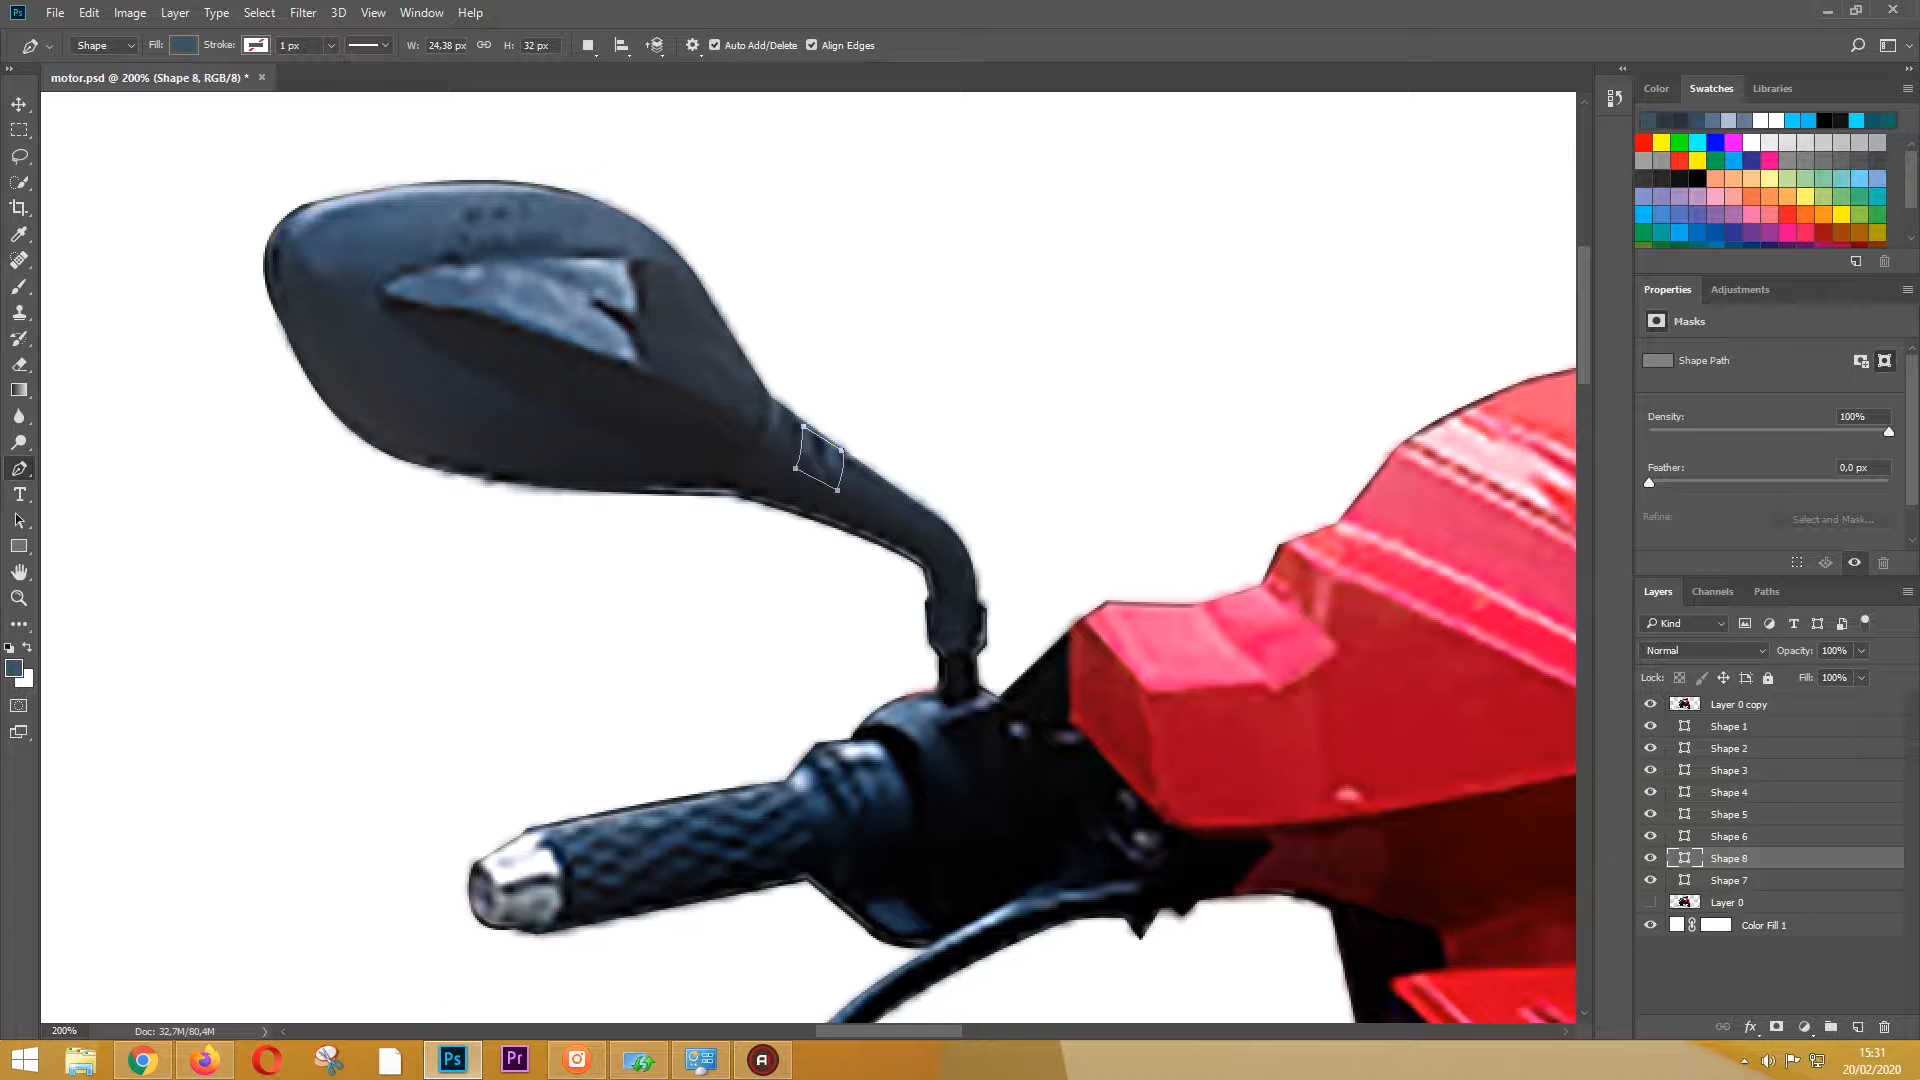 Ps File Edit Image Layer Type Select Filter 3D View Window Help
Shape Fill: Stroke: 1 px W: 24,38 px H: 32 px Auto Add/Delete Align Edges
motor.psd @ 200% (Shape 8, RGB/8) * ×
Color Swatches Libraries
Properties Adjustments
Masks
Shape Path
Density: 100%
Feather: 0,0 px
Refine: Select and Mask...
Layers Channels Paths
Kind
Normal Opacity: 100%
Lock: Fill: 100%
Layer 0 copy
Shape 1
Shape 2
Shape 3
Shape 4
Shape 5
Shape 6
Shape 8
Shape 7
Layer 0
Color Fill 1
fx
200% Doc: 32,7M/80,4M
Ps Pr
15:31
20/02/2020